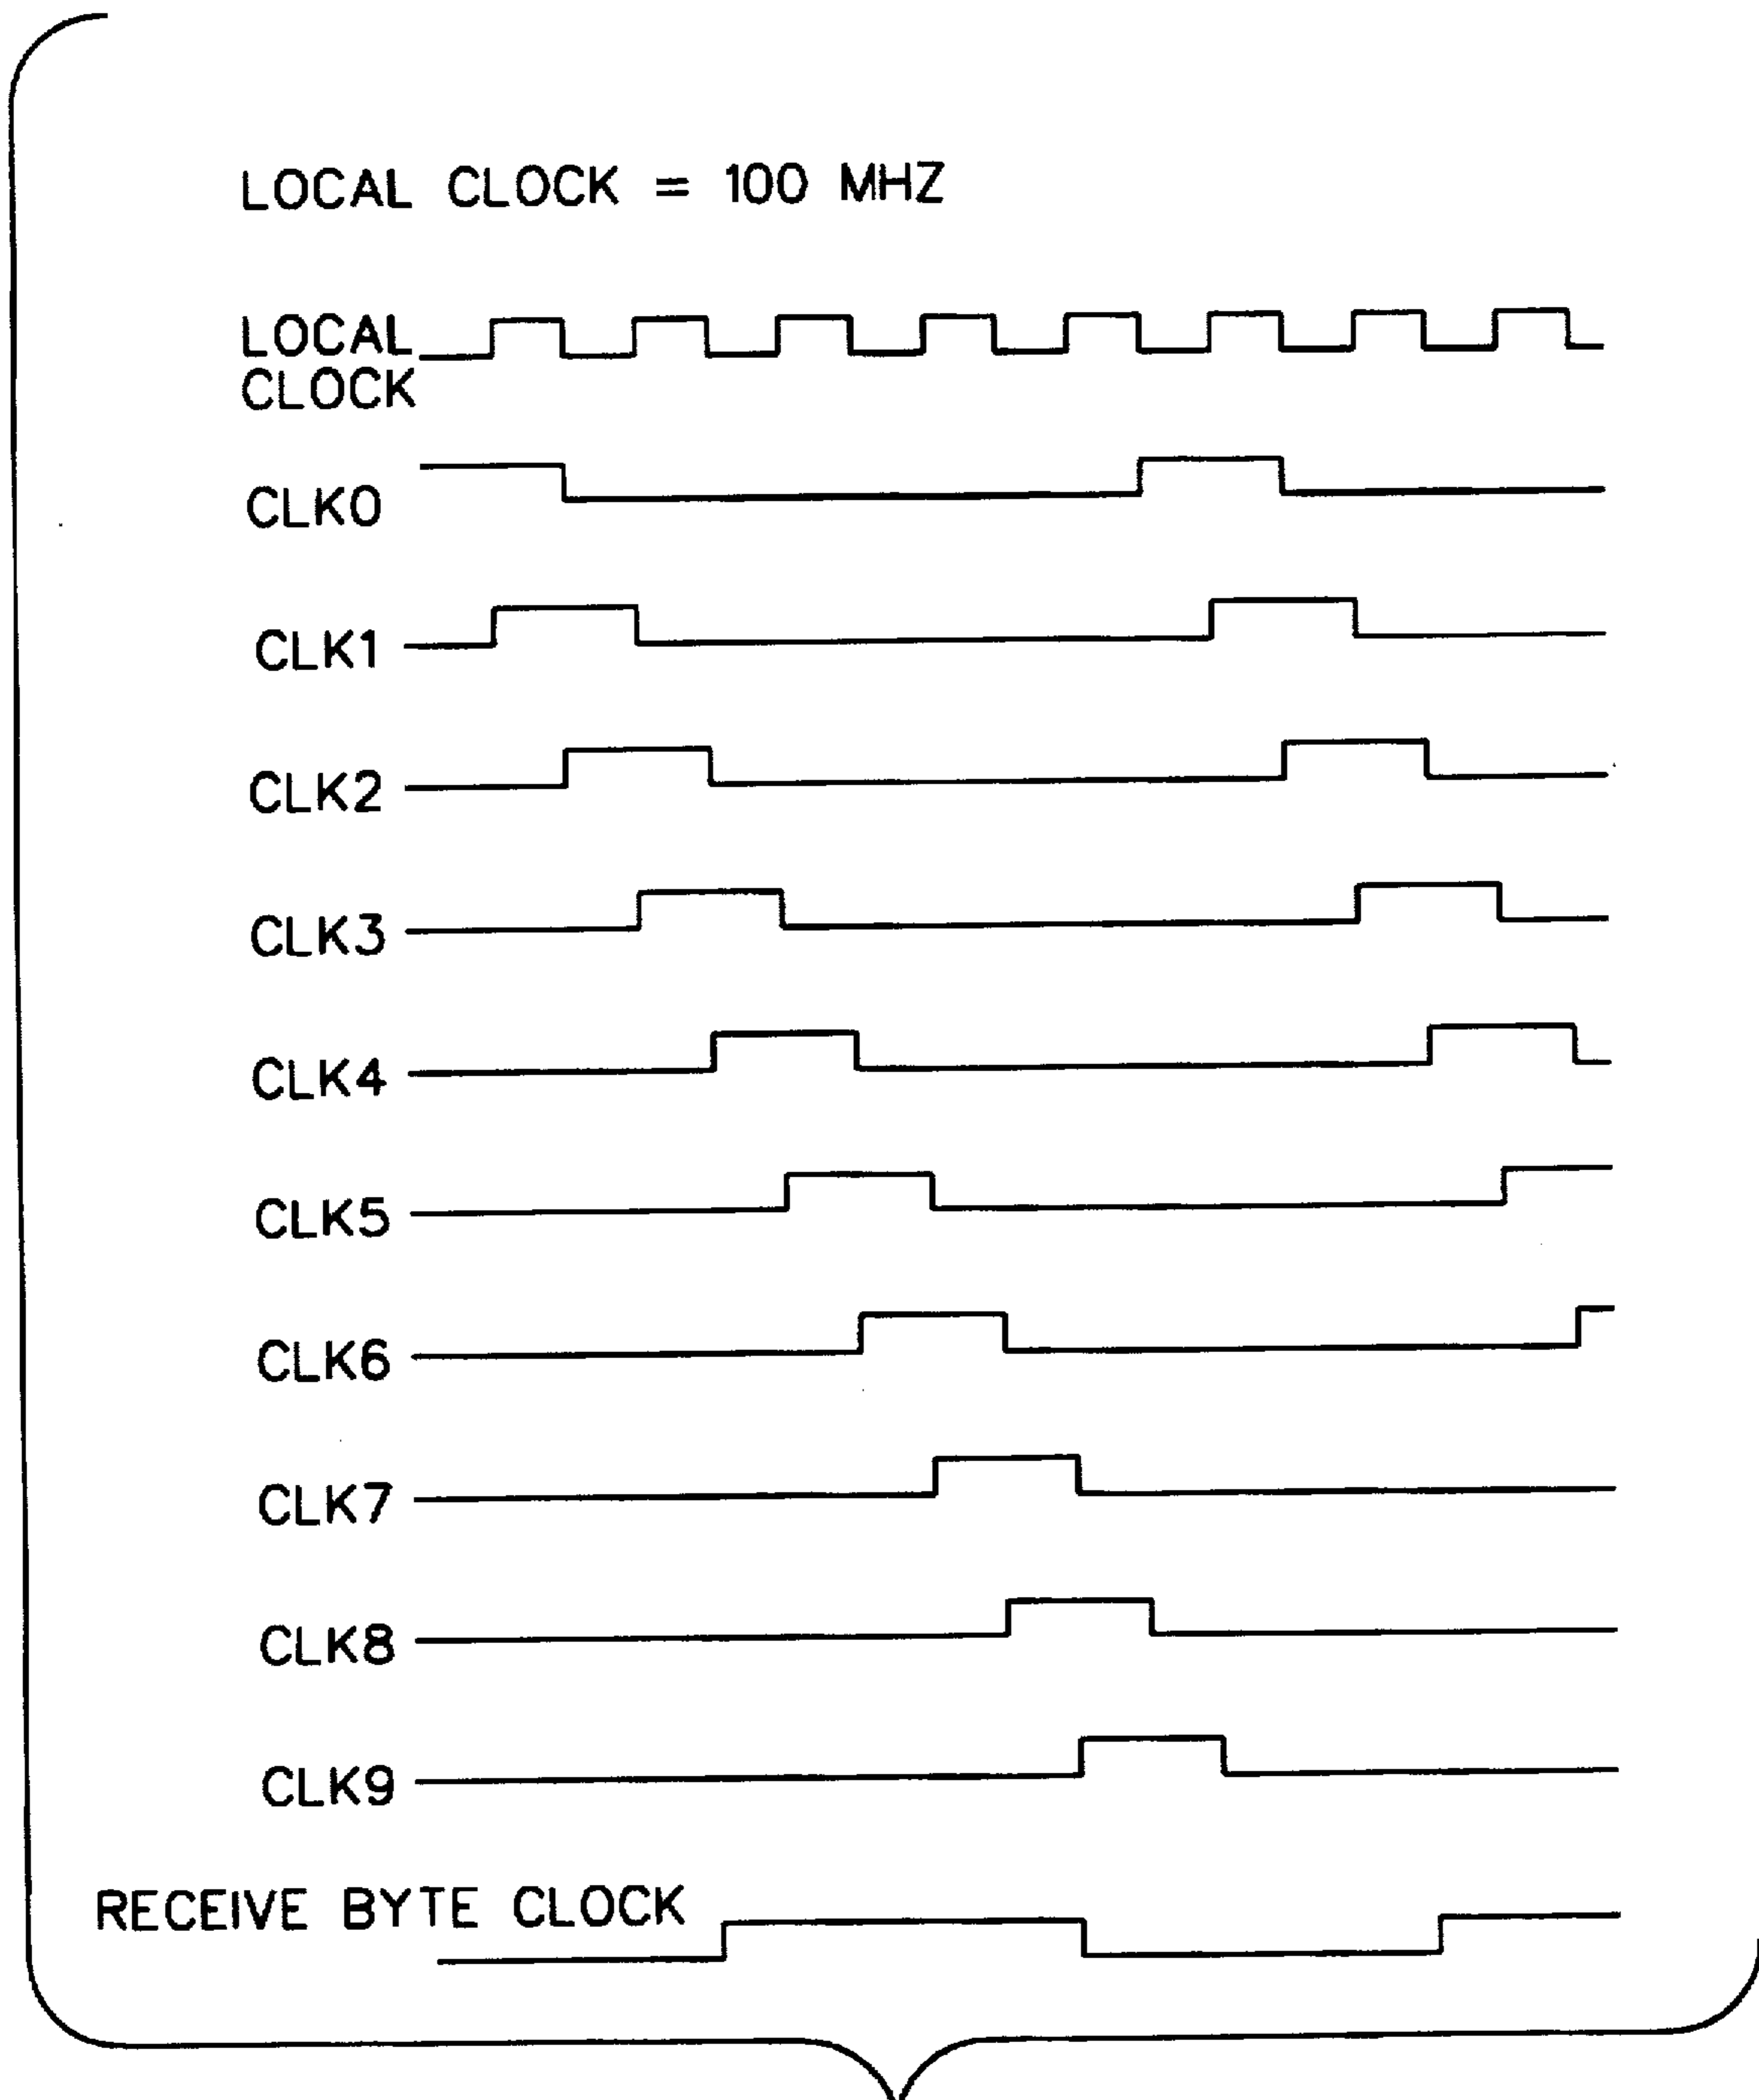 LOCAL CLOCK = 100 MHZ
LOCAL
CLOCK
CLK0
CLK1
CLK2
CLK3
CLK4
CLK5
CLK6
CLK7
CLK8
CLK9
RECEIVE BYTE CLOCK